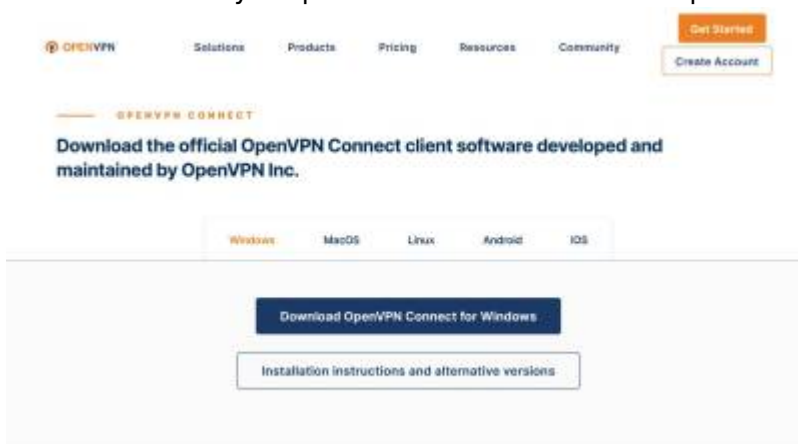 OPENVPN
Solutions
Products
Pricing
Resources
Community
Get Started
Create Account
OPENVPN CONNECT
Download the official OpenVPN Connect client software developed and
maintained by OpenVPN Inc.
Windows
MacOS
Linux
Android
iOS
Download OpenVPN Connect for Windows
Installation instructions and alternative versions